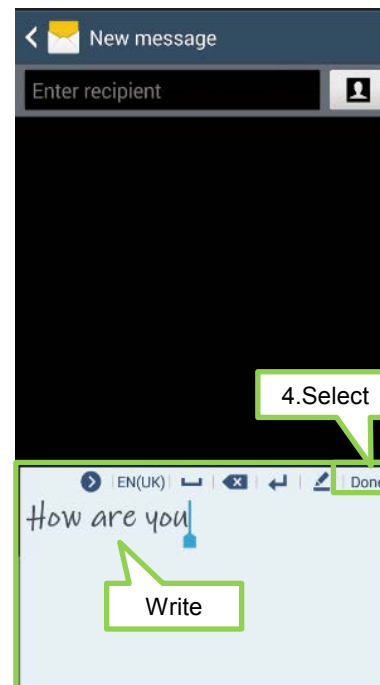 New message
Enter recipient
4.Select
EN(UK) Done
How are you
Write